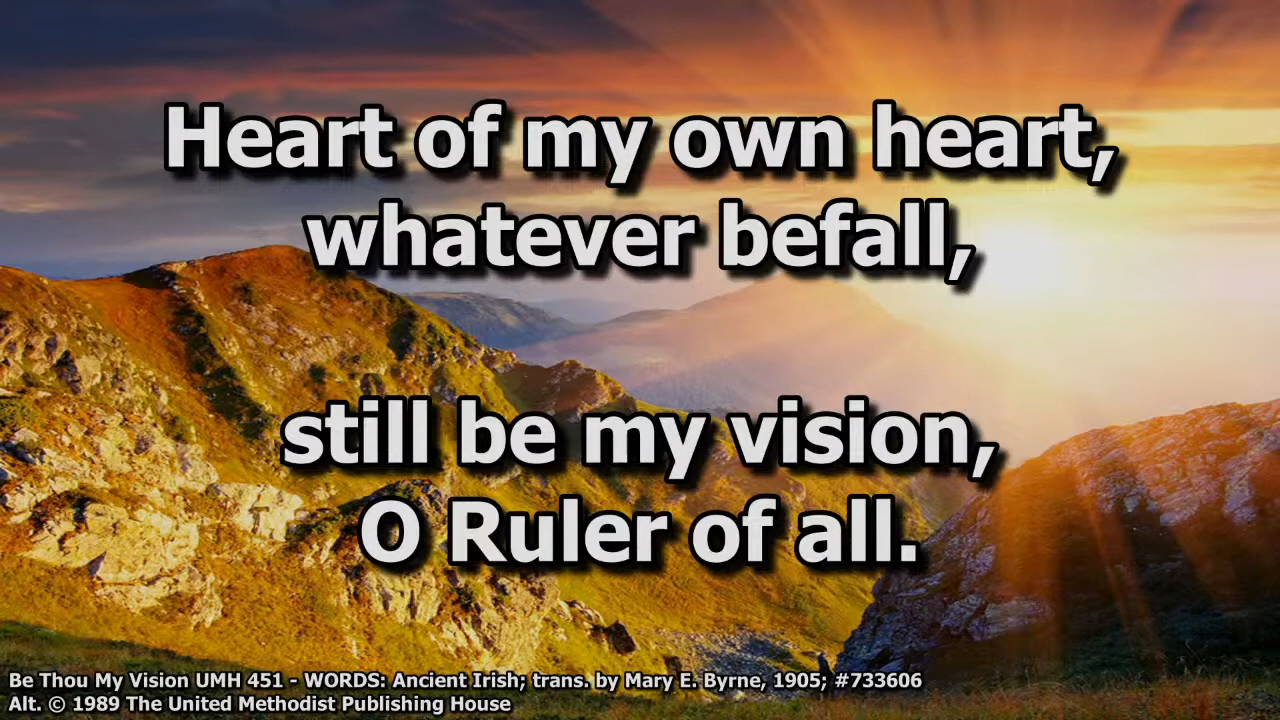 Heart of my own heart,
whatever befall,
still be my vision,
O Ruler of all.
Be Thou My Vision UMH 451 - WORDS: Ancient Irish; trans. by Mary E. Byrne, 1905; #733606
Alt. © 1989 The United Methodist Publishing House